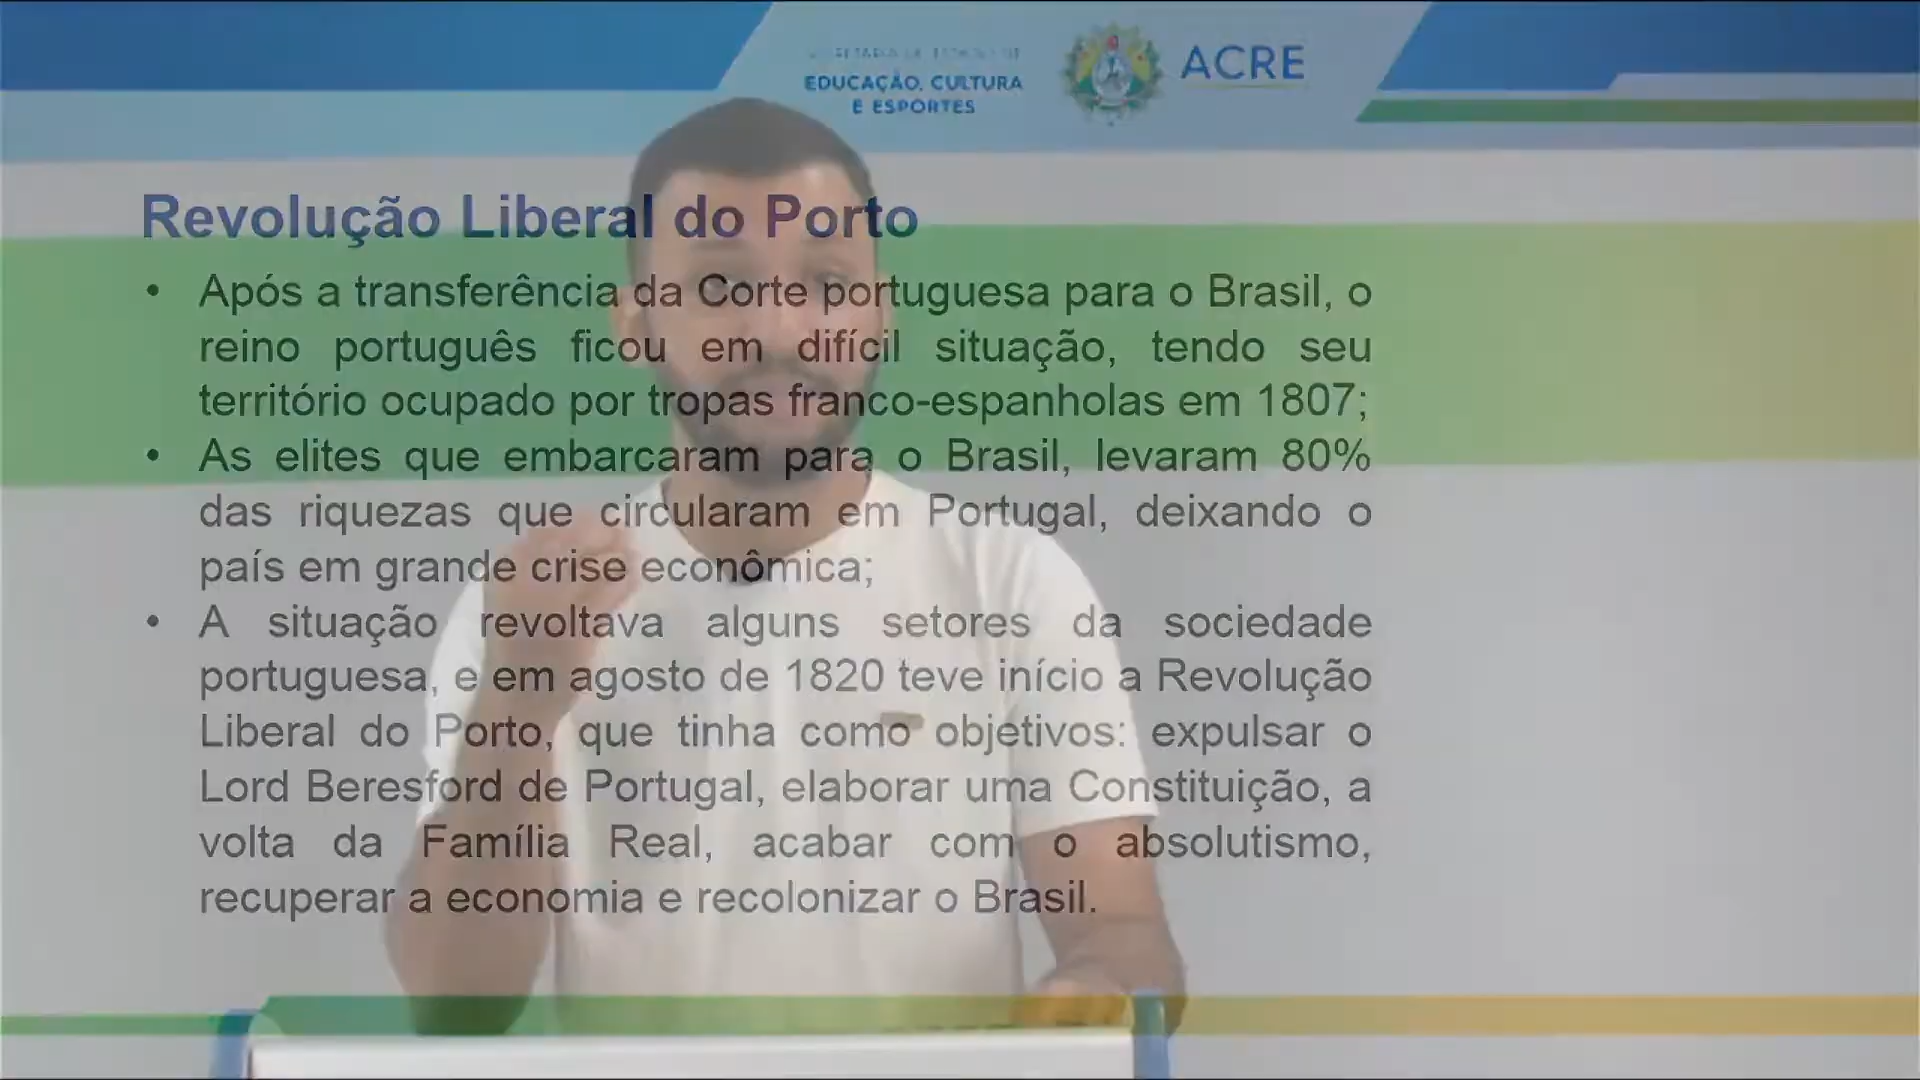 EDUCAÇÃO, CULTURA
E ESPORTES
ACRE
Revolução Liberal do Porto
• Após a transferência da Corte portuguesa para o Brasil, o
reino português ficou em difícil situação, tendo seu
território ocupado por tropas franco-espanholas em 1807;
• As elites que embarcaram para o Brasil, levaram 80%
das riquezas que circularam em Portugal, deixando o
país em grande crise econômica;
• A situação revoltava alguns setores da sociedade
portuguesa, e em agosto de 1820 teve início a Revolução
Liberal do Porto, que tinha como objetivos: expulsar o
Lord Beresford de Portugal, elaborar uma Constituição, a
volta da Família Real, acabar com o absolutismo,
recuperar a economia e recolonizar o Brasil.